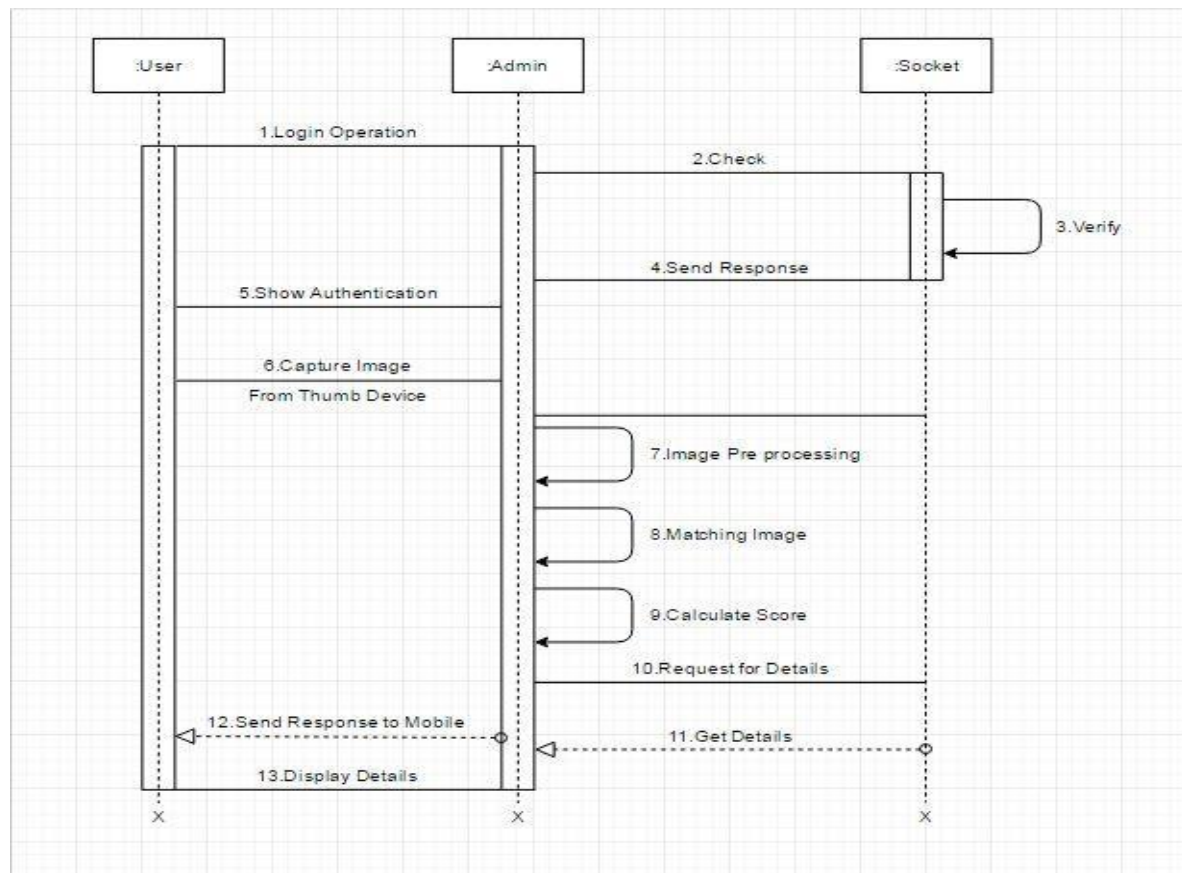 :User
:Admin
:Socket
1.Login Operation
2.Check
3.Verify
4.Send Response
5.Show Authentication
6.Capture Image
From Thumb Device
7.Image Pre processing
8.Matching Image
9.Calculate Score
10.Request for Details
12.Send Response to Mobile
11.Get Details
13.Display Details
X
X
X